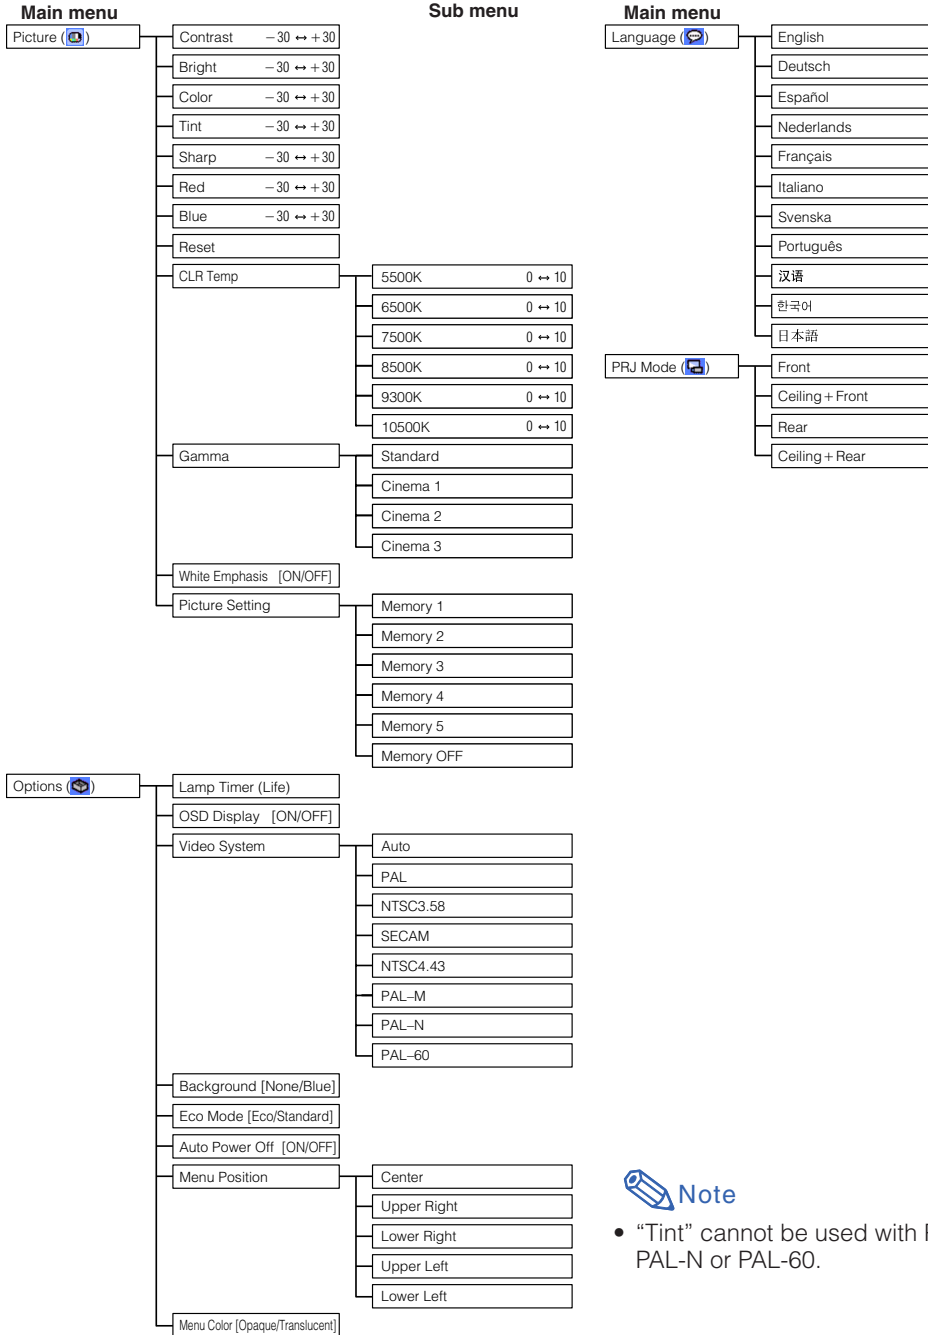 Main menu
Sub menu
Picture ( )
Contrast −30 ↔ +30
Bright −30 ↔ +30
Color −30 ↔ +30
Tint −30 ↔ +30
Sharp −30 ↔ +30
Red −30 ↔ +30
Blue −30 ↔ +30
Reset
CLR Temp
5500K 0 ↔ 10
6500K 0 ↔ 10
7500K 0 ↔ 10
8500K 0 ↔ 10
9300K 0 ↔ 10
10500K 0 ↔ 10
Gamma
Standard
Cinema 1
Cinema 2
Cinema 3
White Emphasis [ON/OFF]
Picture Setting
Memory 1
Memory 2
Memory 3
Memory 4
Memory 5
Memory OFF
Options ( )
Lamp Timer (Life)
OSD Display [ON/OFF]
Video System
Auto
PAL
NTSC3.58
SECAM
NTSC4.43
PAL–M
PAL–N
PAL–60
Background [None/Blue]
Eco Mode [Eco/Standard]
Auto Power Off [ON/OFF]
Menu Position
Center
Upper Right
Lower Right
Upper Left
Lower Left
Menu Color [Opaque/Translucent]
Main menu
Language ( )
English
Deutsch
Español
Nederlands
Français
Italiano
Svenska
Português
汉语
한국어
日本語
PRJ Mode ( )
Front
Ceiling+Front
Rear
Ceiling+Rear
Note
• “Tint” cannot be used with
PAL-N or PAL-60.